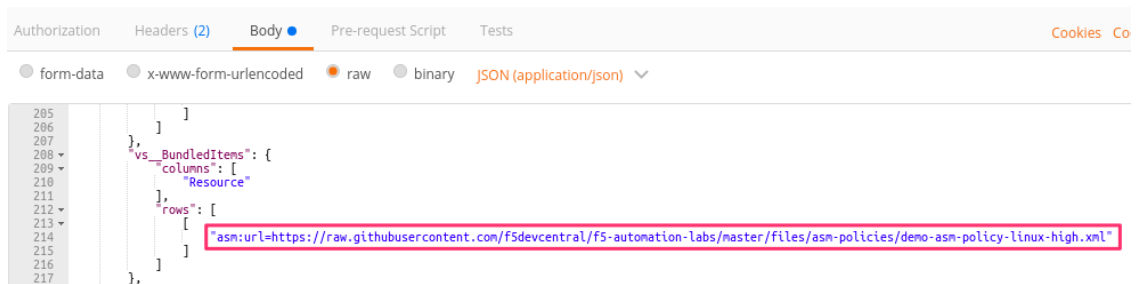 Authorization Headers (2) Body Pre-request Script Tests Cookies Co
form-data x-www-form-urlencoded raw binary JSON (application/json)
205 ]
206 ]
207 },
208 "vs__BundledItems": {
209 "columns": [
210 "Resource"
211 ],
212 "rows": [
213 [
214 "asm:url=https://raw.githubusercontent.com/f5devcentral/f5-automation-labs/master/files/asm-policies/demo-asm-policy-linux-high.xml"
215 ]
216 ]
217 },